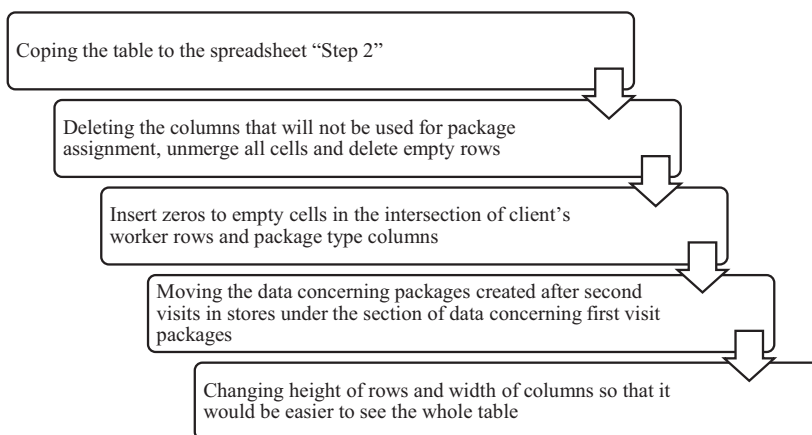 Coping the table to the spreadsheet “Step 2”
Deleting the columns that will not be used for package
assignment, unmerge all cells and delete empty rows
Insert zeros to empty cells in the intersection of client’s
worker rows and package type columns
Moving the data concerning packages created after second
visits in stores under the section of data concerning first visit
packages
Changing height of rows and width of columns so that it
would be easier to see the whole table